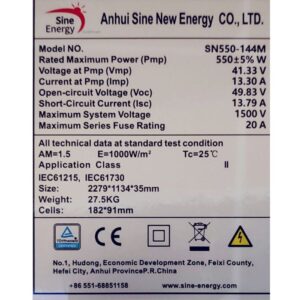 Sine Energy
Anhui Sine New Energy CO., LTD.
Model NO. SN550-144M
Rated Maximum Power (Pmp) 550±5% W
Voltage at Pmp (Vmp) 41.33 V
Current at Pmp (Imp) 13.30 A
Open-circuit Voltage (Voc) 49.83 V
Short-Circuit Current (Isc) 13.79 A
Maximum System Voltage 1500 V
Maximum Series Fuse Rating 20 A
All technical data at standard test condition
AM=1.5 E=1000W/m² Tc=25℃
Application Class II
IEC61215, IEC61730
Size: 2279*1134*35mm
Weight: 27.5KG
Cells: 182*91mm
CE
No.1, Hudong, Economic Development Zone, Feixi County,
Hefei City, Anhui ProvinceP.R.China
+86 551-68851158